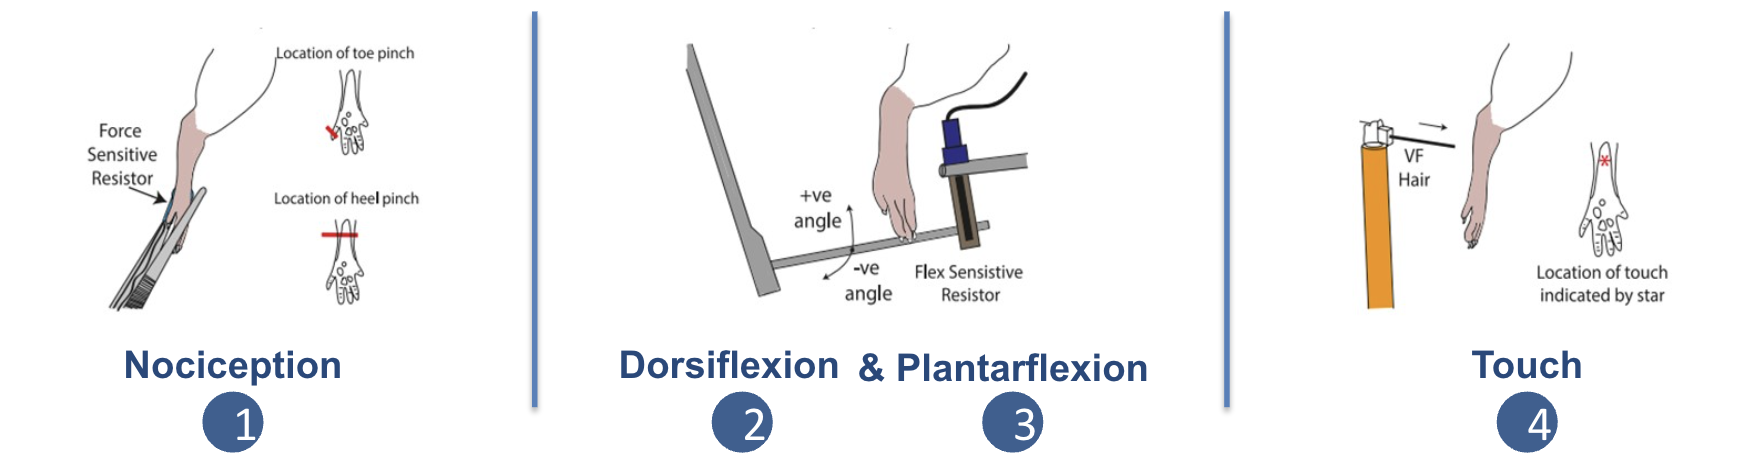 Location of toe pinch
Force
Sensitive
Resistor
Location of heel pinch
Nociception
1
+ve
angle
-ve
angle
Flex Sensistive
Resistor
Dorsiflexion & Plantarflexion
2
3
VF
Hair
Location of touch
indicated by star
Touch
4